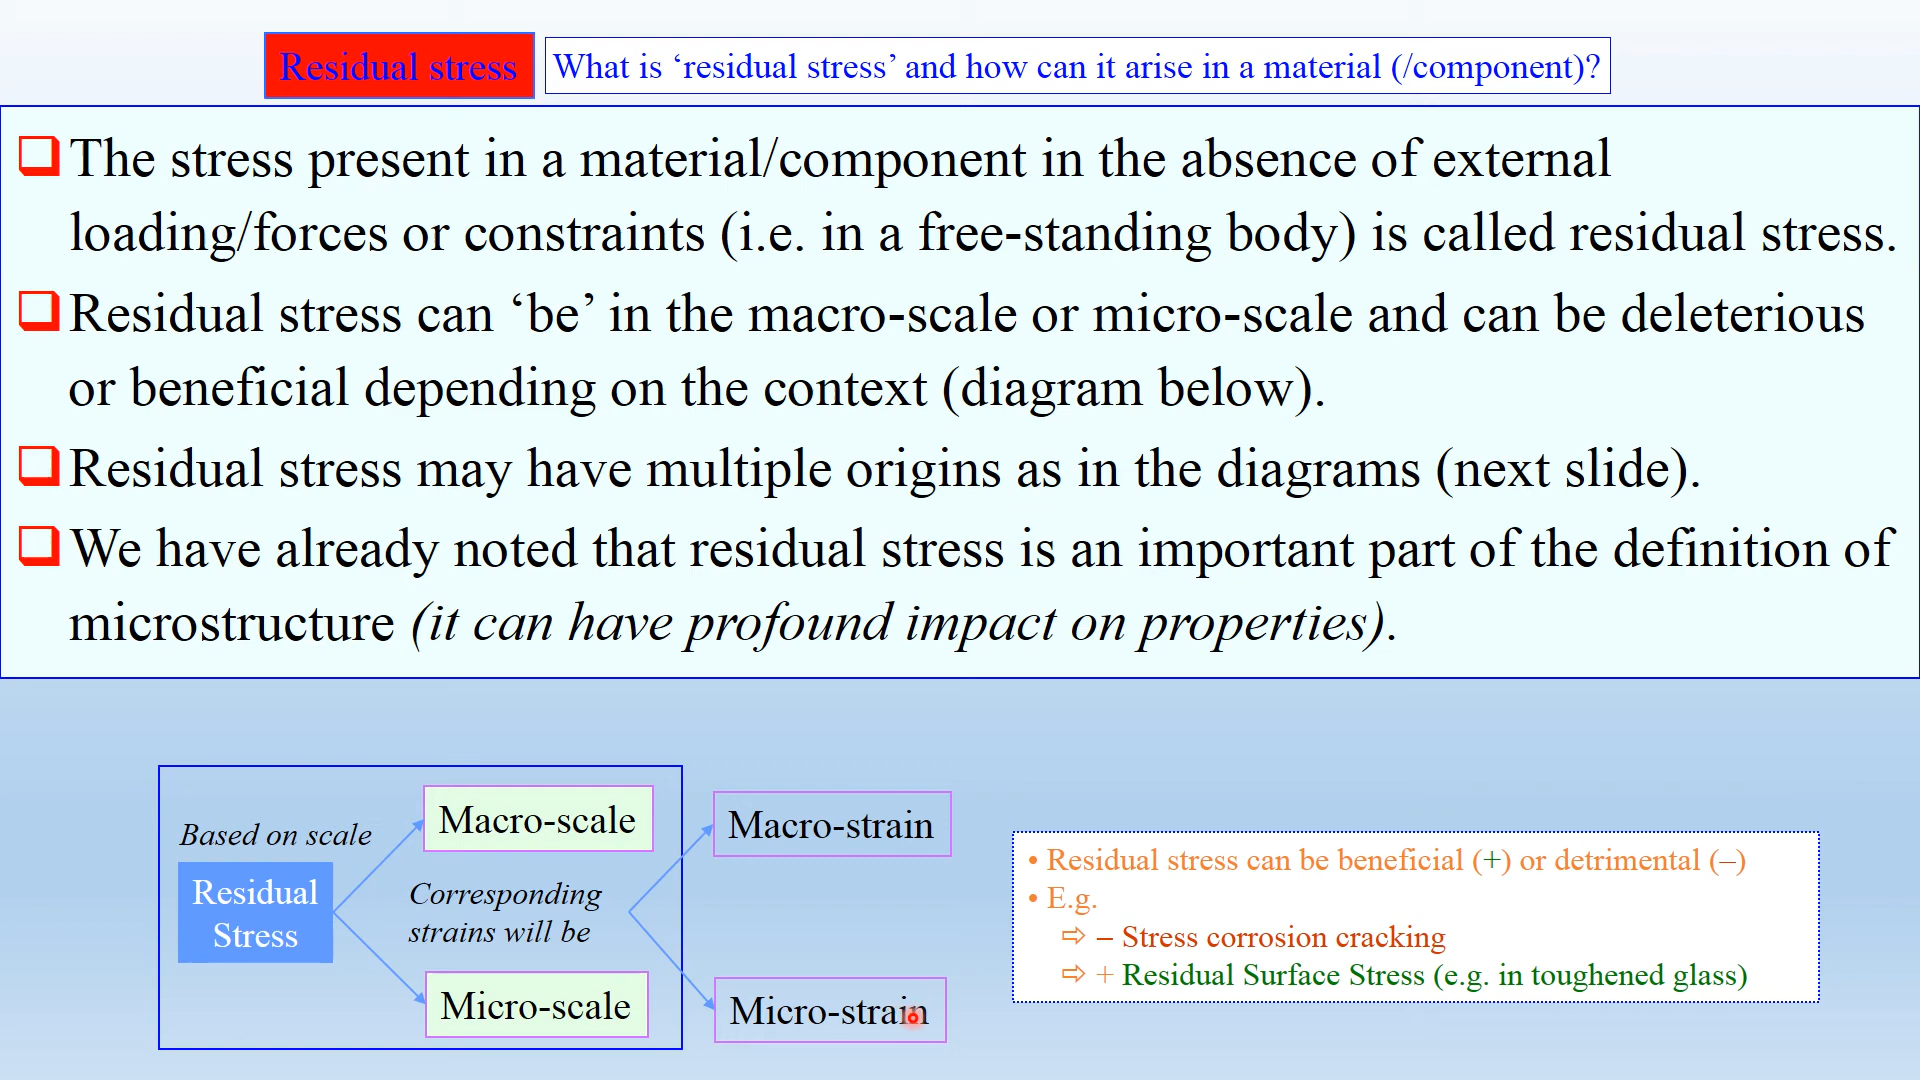 Residual stress
What is ‘residual stress’ and how can it arise in a material (/component)?
The stress present in a material/component in the absence of external
loading/forces or constraints (i.e. in a free-standing body) is called residual stress.
Residual stress can ‘be’ in the macro-scale or micro-scale and can be deleterious
or beneficial depending on the context (diagram below).
Residual stress may have multiple origins as in the diagrams (next slide).
We have already noted that residual stress is an important part of the definition of
microstructure (it can have profound impact on properties).
Based on scale
Residual
Stress
Macro-scale
Micro-scale
Corresponding
strains will be
Macro-strain
Micro-strain
• Residual stress can be beneficial (+) or detrimental (–)
• E.g.
⇨ – Stress corrosion cracking
⇨ + Residual Surface Stress (e.g. in toughened glass)